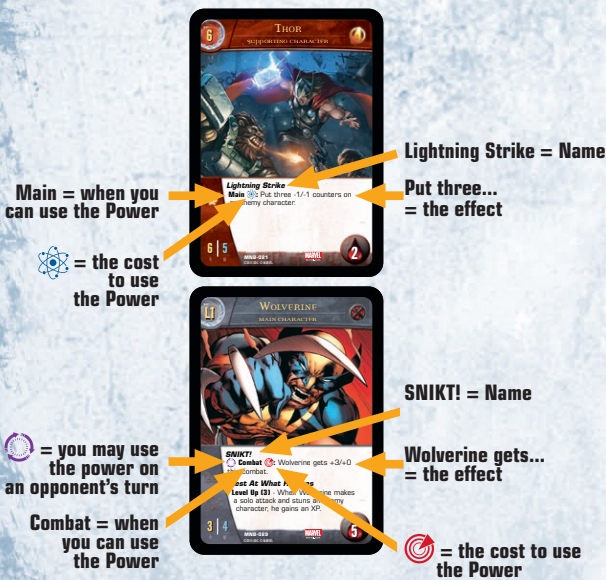 6
THOR
SUPPORTING CHARACTER
Lightning Strike
Main : Put three -1/-1 counters on
enemy character.
6 5
MNB-021
MARVEL
2
Lightning Strike = Name
Put three...
= the effect
Main = when you
can use the Power
= the cost
to use
the Power
L1
WOLVERINE
MAIN CHARACTER
SNIKT!
Combat : Wolverine gets +3/+0
combat.
Best At What
Level Up (3) - When Wolverine makes
a solo attack and stuns an enemy
character, he gains an XP.
3 4
MARVEL
5
SNIKT! = Name
Wolverine gets...
= the effect
= you may use
the power on
an opponent's turn
Combat = when
you can use
the Power
= the cost to use
the Power